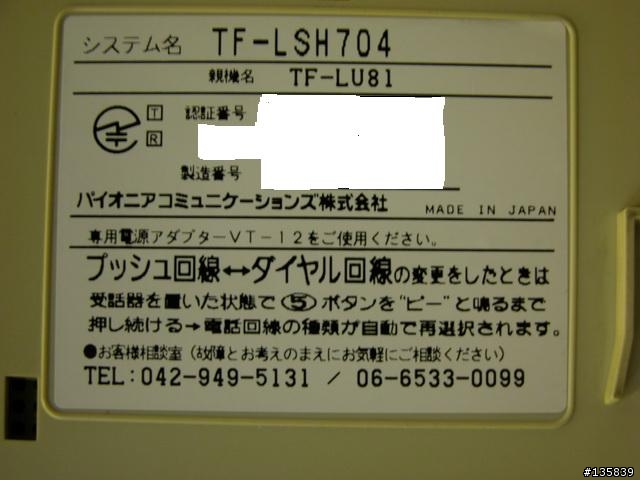 システム名 TF-LSH704
親機名 TF-LU81
T
R
認証番号
製造番号
パイオニアコミュニケーションズ株式会社 MADE IN JAPAN
専用電源アダプターVT-12をご使用ください。
プッシュ回線↔ダイヤル回線の変更をしたときは
受話器を置いた状態で⑤ボタンを"ピー"と鳴るまで
押し続ける→電話回線の種類が自動で再選択されます。
●お客様相談室(故障とお考えのまえにお気軽にご相談ください)
TEL:042-949-5131 / 06-6533-0099
#135839